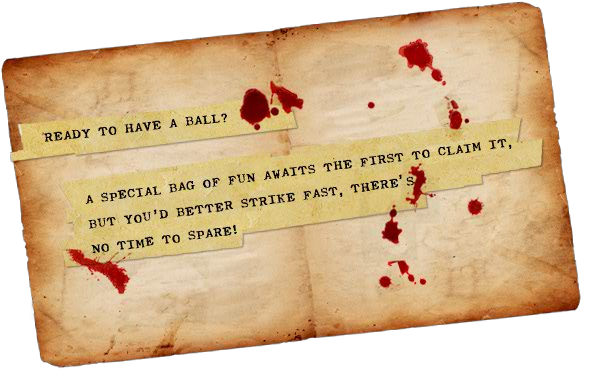 READY TO HAVE A BALL?
A SPECIAL BAG OF FUN AWAITS THE FIRST TO CLAIM IT,
BUT YOU'D BETTER STRIKE FAST, THERE'S
NO TIME TO SPARE!